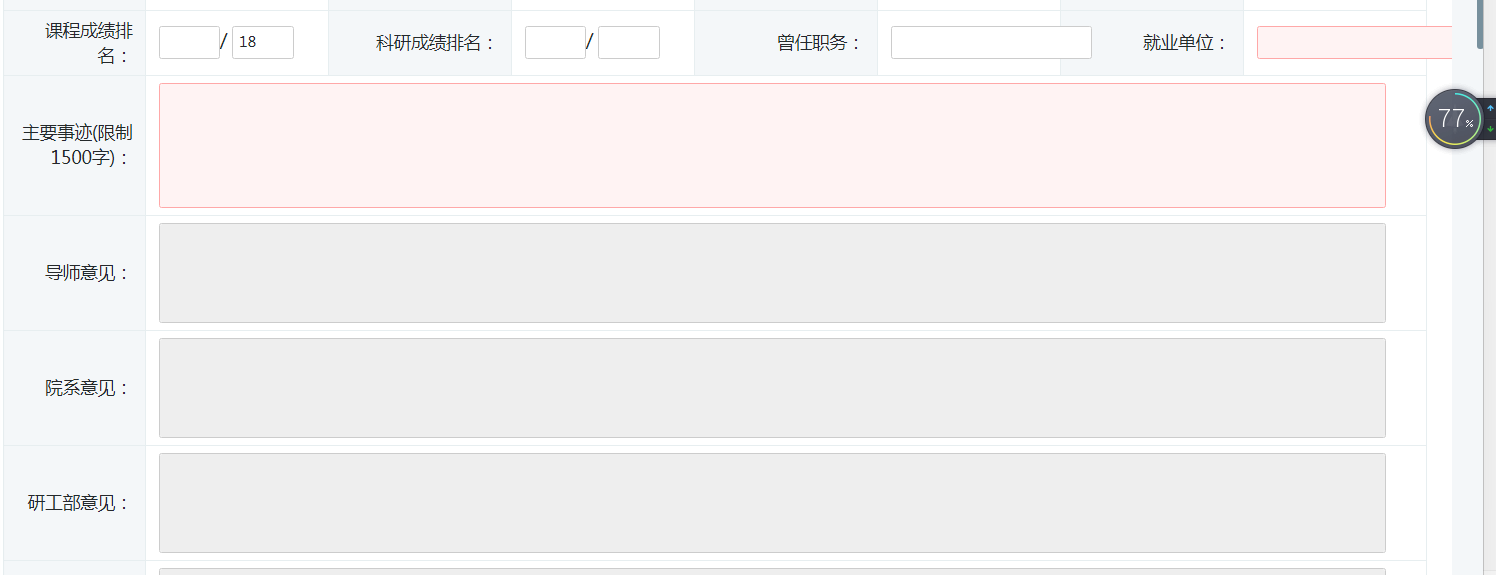 课程成绩排
名： / 18 科研成绩排名： / 曾任职务： 就业单位：
主要事迹(限制
1500字)：
77%
导师意见：
院系意见：
研工部意见：